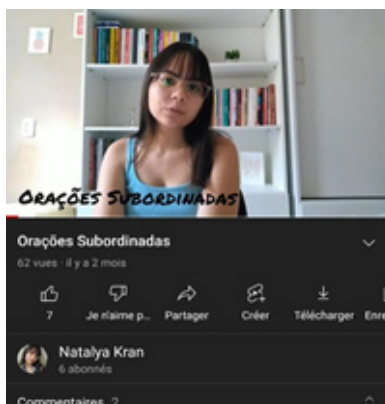 ORAÇÕES SUBORDINADAS
Orações Subordinadas
62 vues · il y a 2 mois
7 Je n'aime p... Partager Créer Télécharger Enre
Natalya Kran
6 abonnés
Commentaires 2